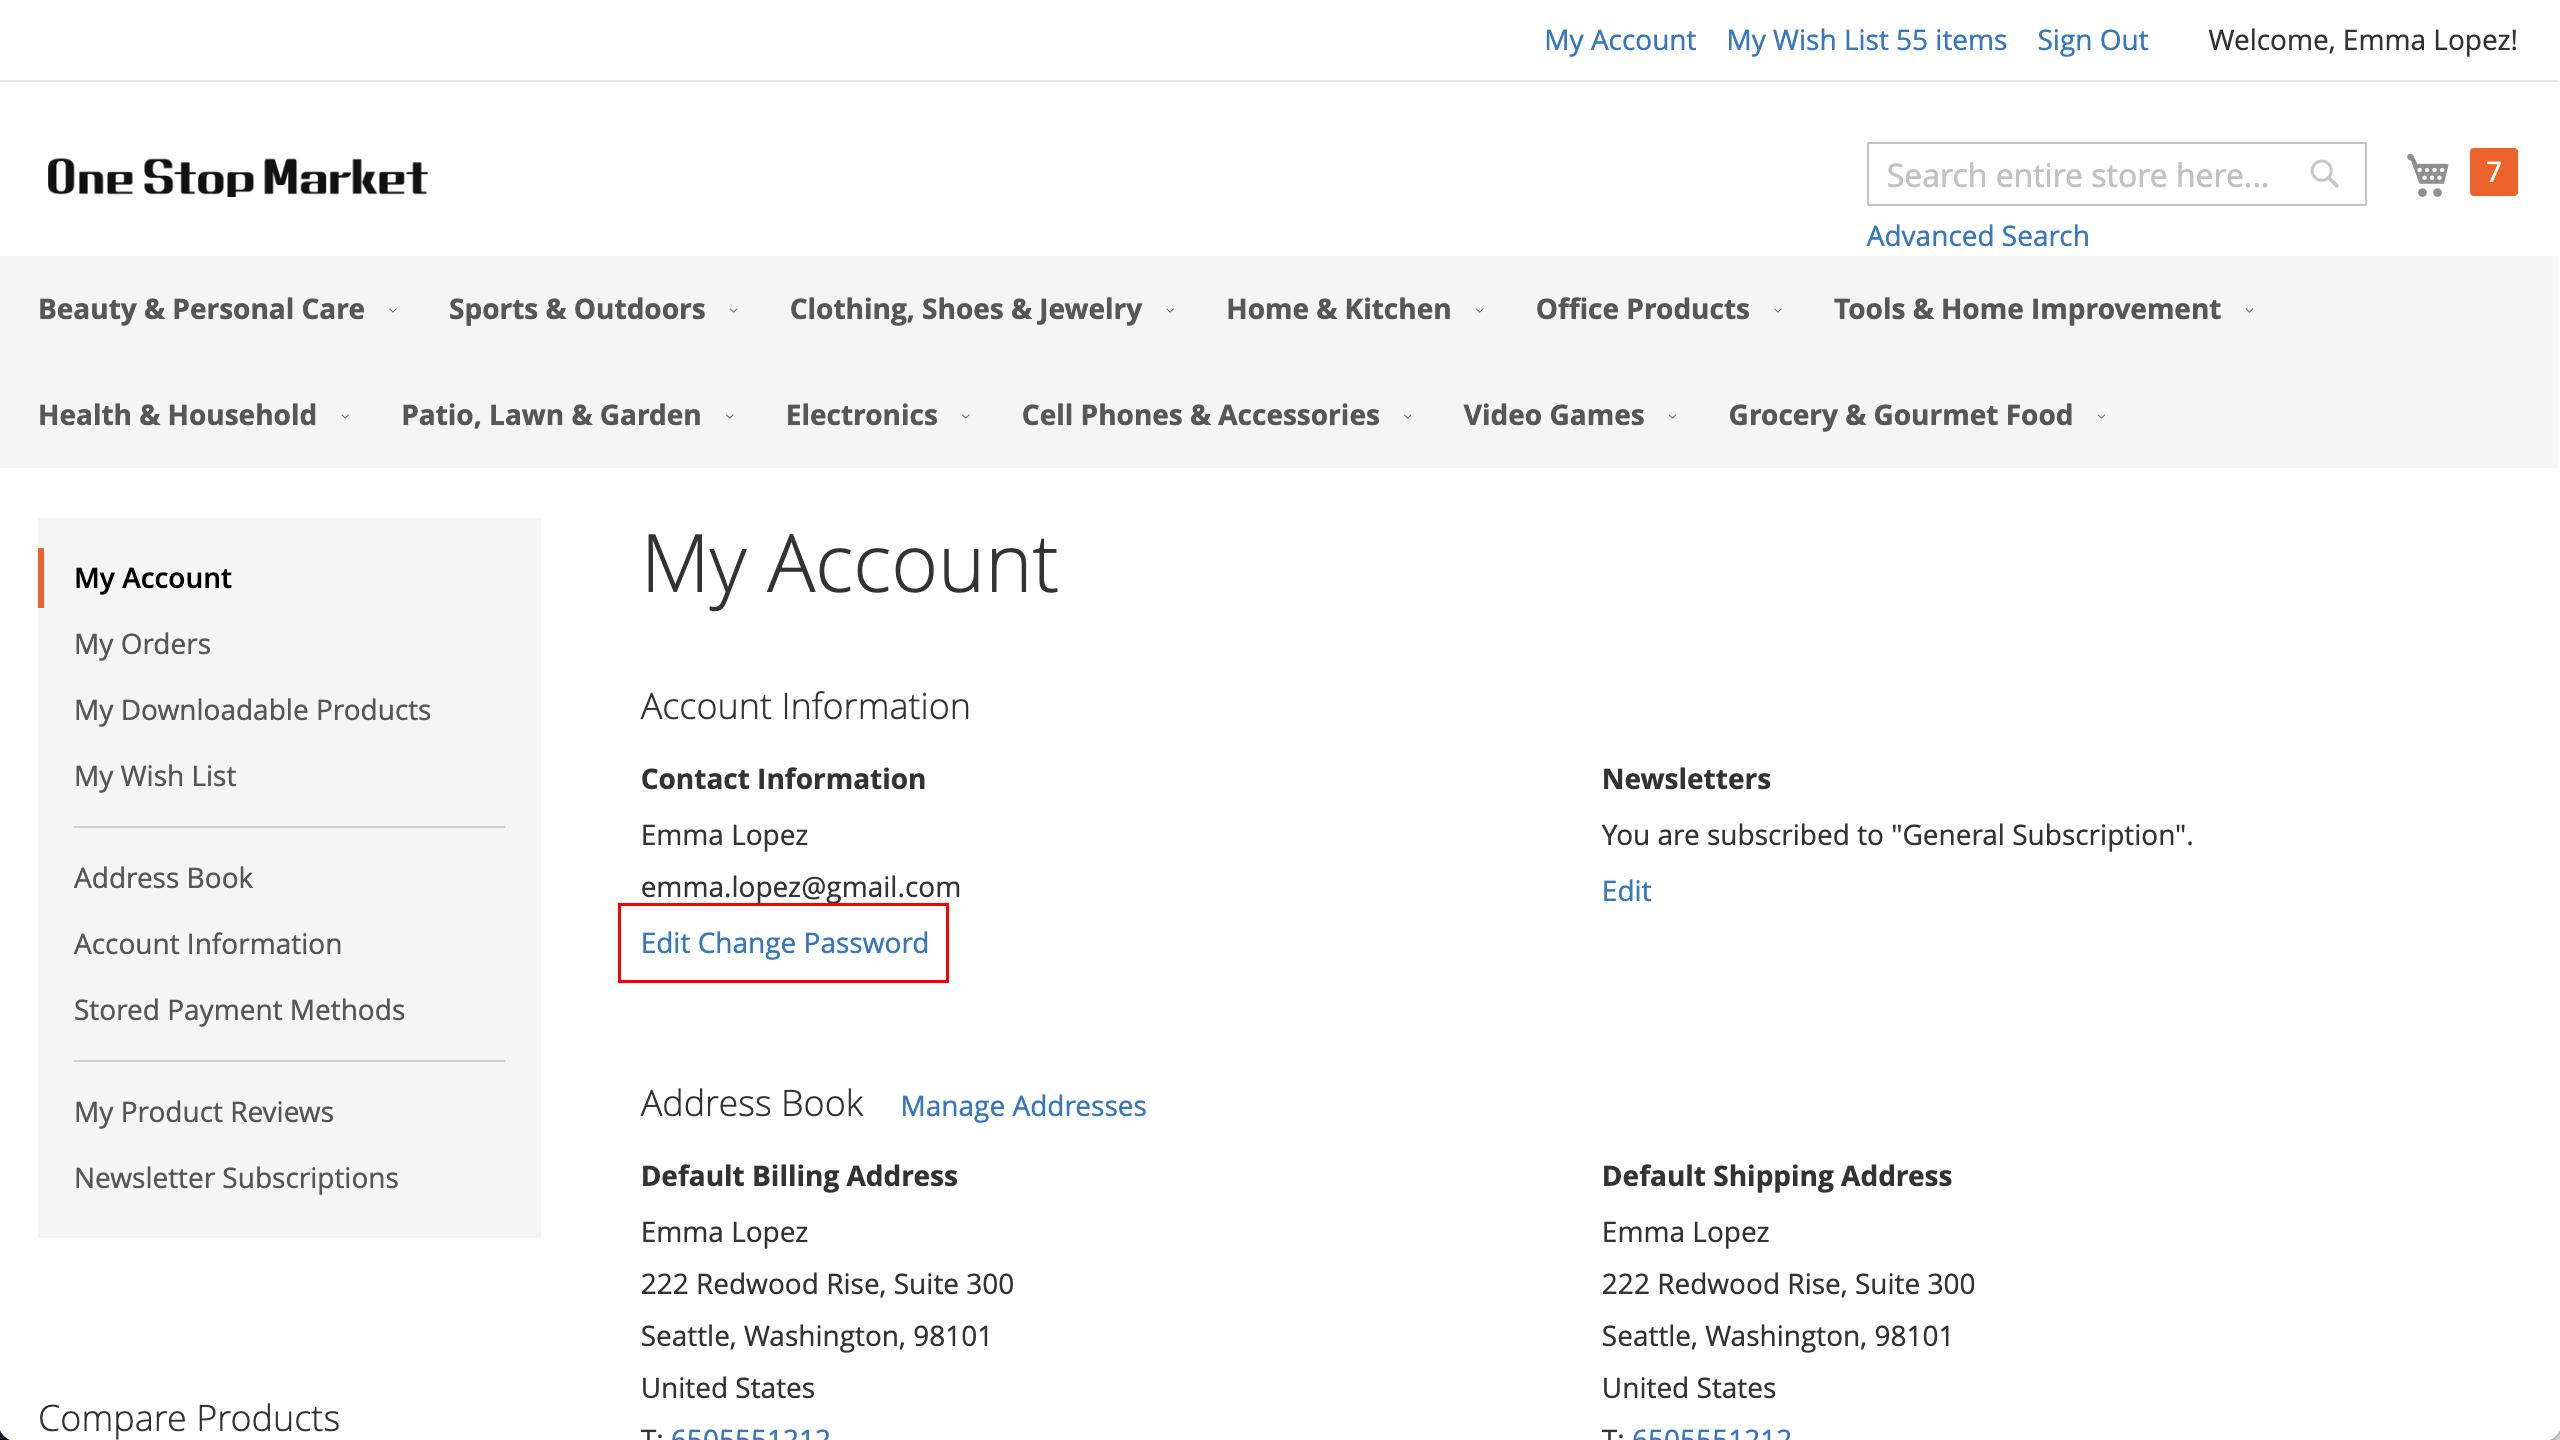 My Account My Wish List 55 items Sign Out Welcome, Emma Lopez!
One Stop Market
Search entire store here...
7
Advanced Search
Beauty & Personal Care Sports & Outdoors Clothing, Shoes & Jewelry Home & Kitchen Office Products Tools & Home Improvement
Health & Household Patio, Lawn & Garden Electronics Cell Phones & Accessories Video Games Grocery & Gourmet Food
My Account
My Orders
My Downloadable Products
My Wish List
Address Book
Account Information
Stored Payment Methods
My Product Reviews
Newsletter Subscriptions
Compare Products
My Account
Account Information
Contact Information
Emma Lopez
emma.lopez@gmail.com
Edit Change Password
Newsletters
You are subscribed to "General Subscription".
Edit
Address Book Manage Addresses
Default Billing Address
Emma Lopez
222 Redwood Rise, Suite 300
Seattle, Washington, 98101
United States
T: 6505551212
Default Shipping Address
Emma Lopez
222 Redwood Rise, Suite 300
Seattle, Washington, 98101
United States
T: 6505551212